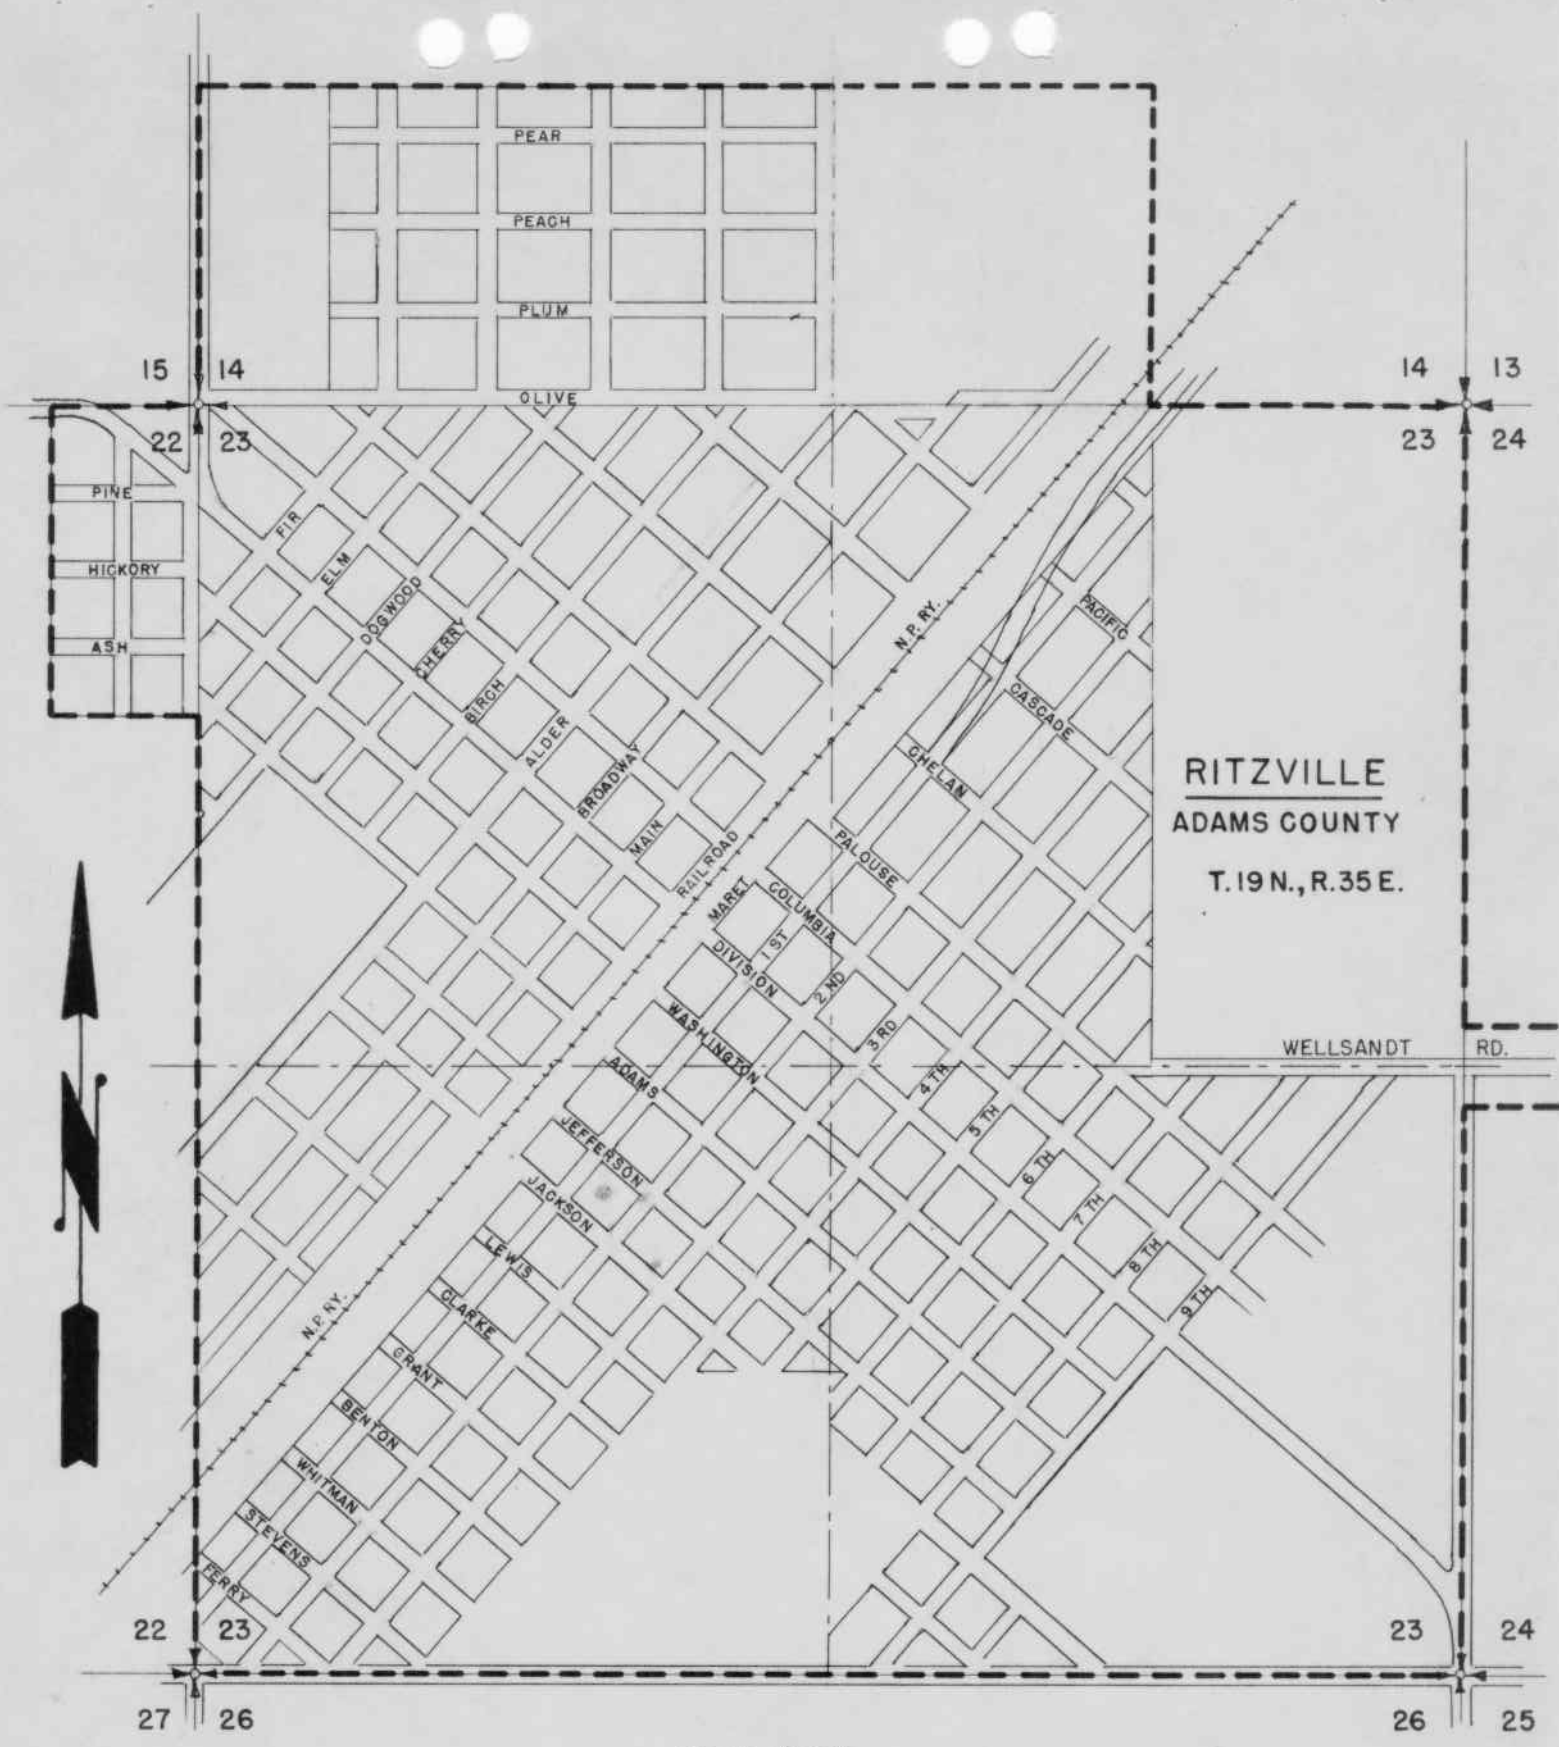 PEAR
PEACH
PLUM
15 14
14 13
OLIVE
22 23
23 24
PINE
FIR
HICKORY
ELM
DOGWOOD
CHERRY
ASH
BIRCH
ALDER
BROADWAY
MAIN
RAILROAD
N.P. RY.
PACIFIC
CASCADE
CHELAN
PALOUSE
RITZVILLE
ADAMS COUNTY
T. 19 N., R. 35 E.
MARET
COLUMBIA
1 ST
DIVISION
2 ND
WASHINGTON
3 RD
WELLSANDT RD.
ADAMS
4 TH
JEFFERSON
5 TH
JACKSON
6 TH
LEWIS
7 TH
N
CLARKE
8 TH
N.P. RY.
9 TH
GRANT
BENTON
WHITMAN
STEVENS
FERRY
22 23
23 24
27 26
26 25